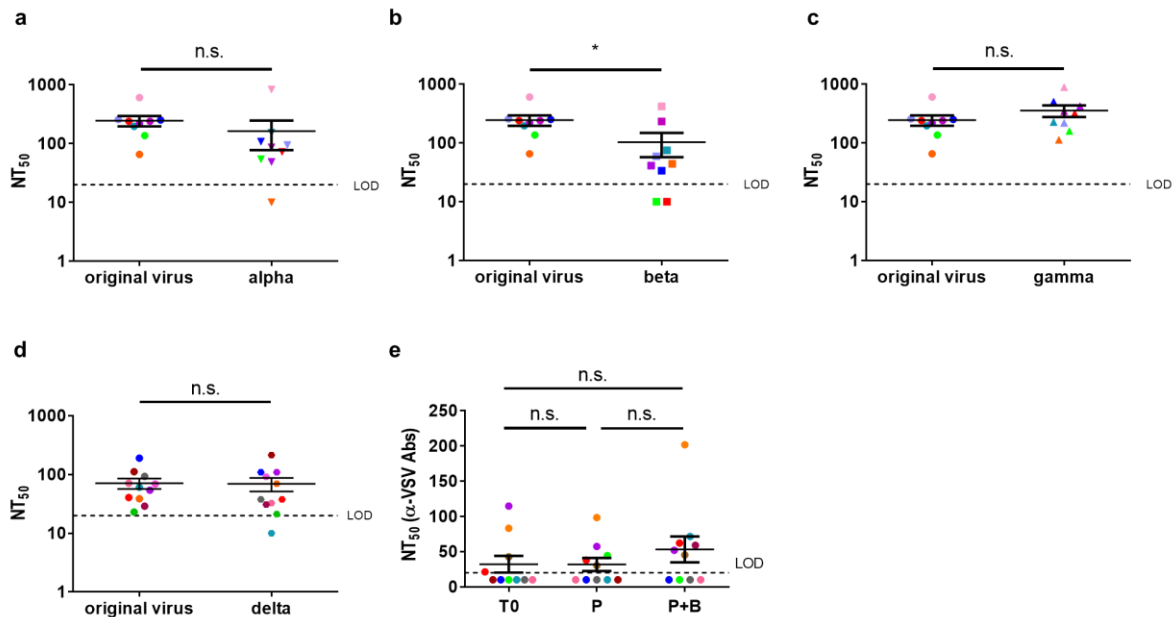 a
n.s.
1000
100
10
1
NT50
LOD
original virus
alpha
b
*
1000
100
10
1
NT50
LOD
original virus
beta
c
n.s.
1000
100
10
1
NT50
LOD
original virus
gamma
d
n.s.
1000
100
10
1
NT50
LOD
original virus
delta
e
n.s.
n.s.
n.s.
250
200
150
100
50
0
NT50 (α-VSV Abs)
LOD
T0
P
P+B